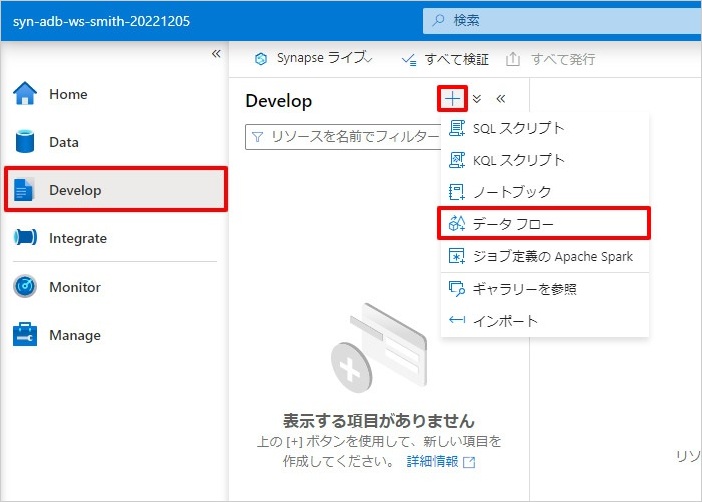 syn-adb-ws-smith-20221205
検索
«
Home
Data
Develop
Integrate
Monitor
Manage
Synapse ライブ
すべて検証
すべて発行
Develop
リソースを名前でフィルター
SQL スクリプト
KQL スクリプト
ノートブック
データ フロー
ジョブ定義の Apache Spark
ギャラリーを参照
インポート
表示する項目がありません
上の [+] ボタンを使用して、新しい項目を
作成してください。 詳細情報
リソ